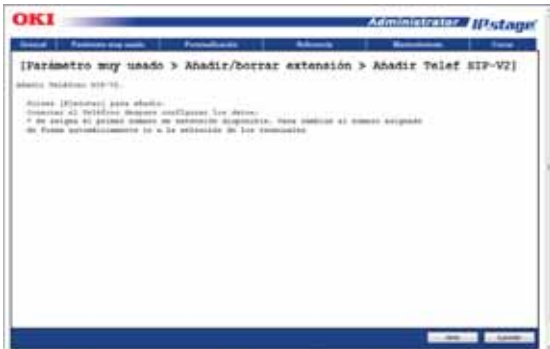 OKI
Administrator IPstage
General Parámetro muy usado Personalización Referencia Mantenimiento Cerrar
[Parámetro muy usado > Añadir/borrar extensión > Añadir Telef SIP-V2]
Añadir Teléfono SIP-V2.
Pulsar [Ejecutar] para añadir.
Conectar el Teléfono después configurar los datos.
* Se asigna el primer número de extensión disponible. Para cambiar el número asignado
de forma automáticamente ir a la extensión de los terminales